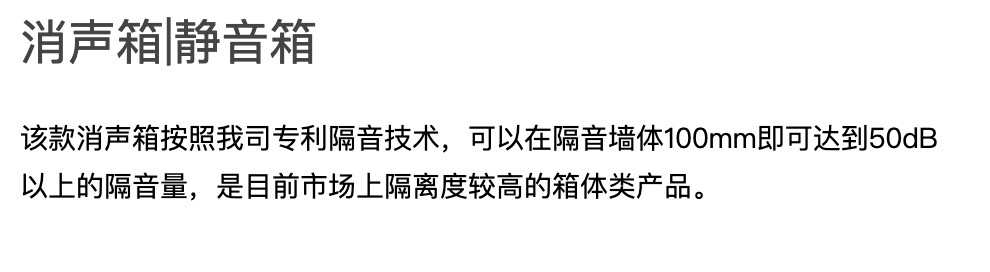 消声箱|静音箱
该款消声箱按照我司专利隔音技术，可以在隔音墙体100mm即可达到50dB
以上的隔音量，是目前市场上隔离度较高的箱体类产品。